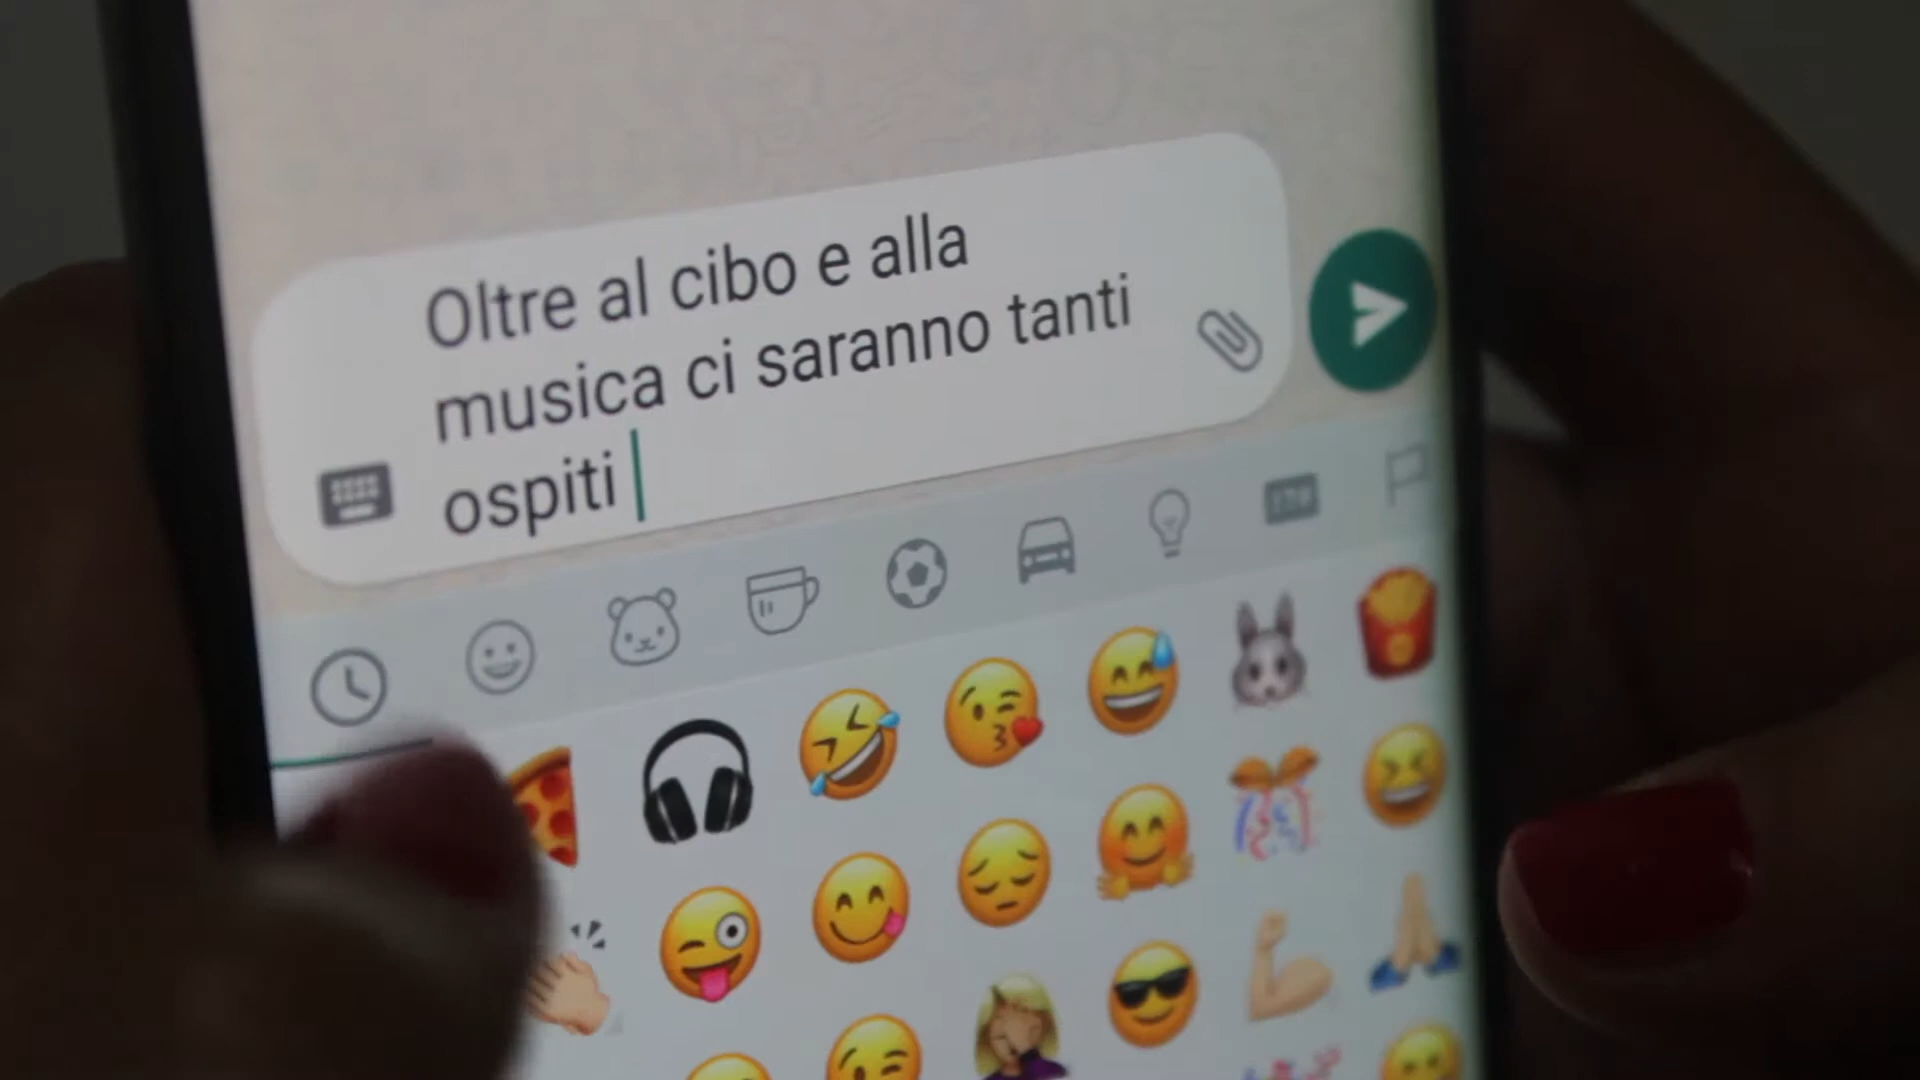 Oltre al cibo e alla
musica ci saranno tanti
ospiti